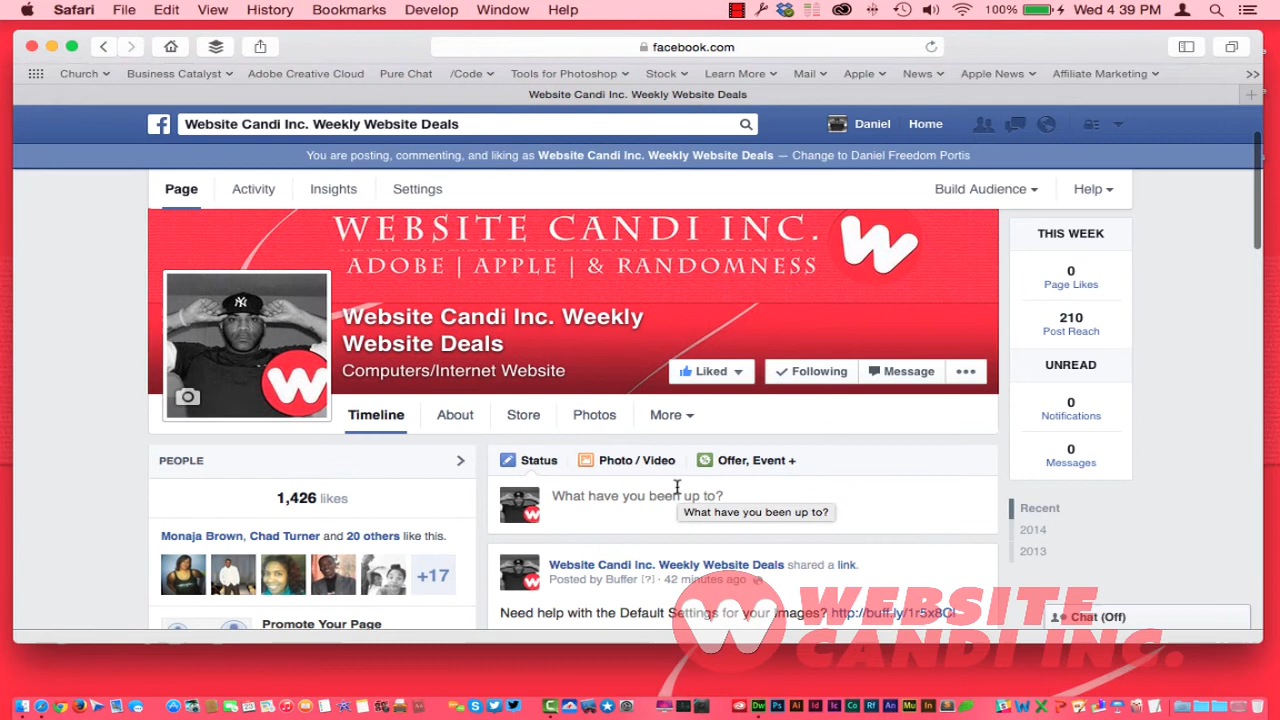 Safari File Edit View History Bookmarks Develop Window Help 100% Wed 4:39 PM
facebook.com
Church Business Catalyst Adobe Creative Cloud Pure Chat /Code Tools for Photoshop Stock Learn More Mail Apple News Apple News Affiliate Marketing >>
Website Candi Inc. Weekly Website Deals
Website Candi Inc. Weekly Website Deals Daniel Home
You are posting, commenting, and liking as Website Candi Inc. Weekly Website Deals — Change to Daniel Freedom Portis
Page Activity Insights Settings Build Audience Help
WEBSITE CANDI INC.
ADOBE | APPLE | & RANDOMNESS
Website Candi Inc. Weekly
Website Deals
Computers/Internet Website
Liked Following Message •••
Timeline About Store Photos More
THIS WEEK
0
Page Likes
210
Post Reach
UNREAD
0
Notifications
0
Messages
Recent
2014
2013
PEOPLE
1,426 likes
Monaja Brown, Chad Turner and 20 others like this.
+17
Promote Your Page
Status Photo / Video Offer, Event +
What have you been up to?
What have you been up to?
Website Candi Inc. Weekly Website Deals shared a link.
Posted by Buffer [?] · 42 minutes ago
Need help with the Default Settings for your Images? http://buff.ly/1r5x8Ql
Chat (Off)
WEBSITE
CANDI INC.